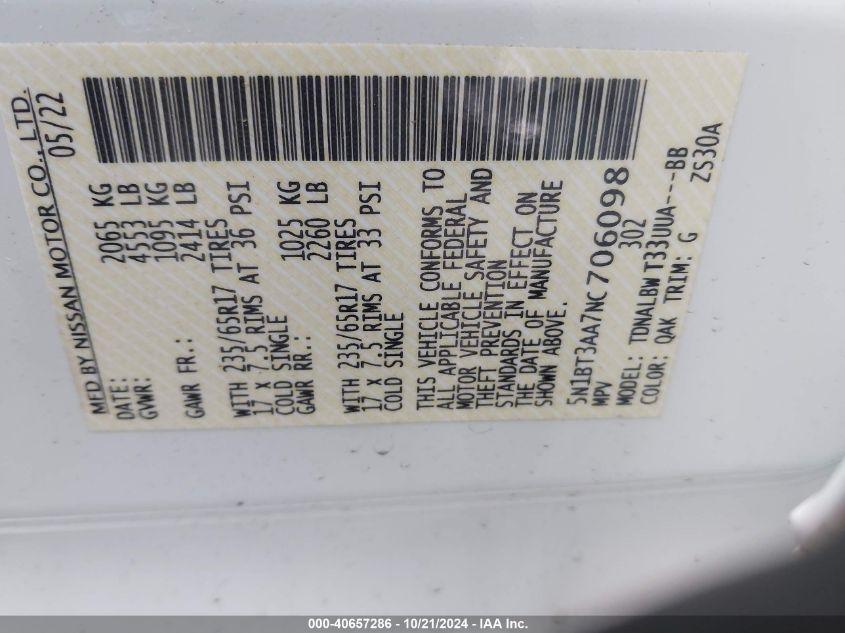 MFD BY NISSAN MOTOR CO., LTD.
DATE: 05/22
GVWR: 2065 KG
4553 LB
GAWR FR.: 1095 KG
2414 LB
WITH 235/65R17 TIRES
17 X 7.5 RIMS AT 36 PSI
COLD SINGLE
GAWR RR.: 1025 KG
2260 LB
WITH 235/65R17 TIRES
17 X 7.5 RIMS AT 33 PSI
COLD SINGLE
THIS VEHICLE CONFORMS TO
ALL APPLICABLE FEDERAL
MOTOR VEHICLE SAFETY AND
THEFT PREVENTION
STANDARDS IN EFFECT ON
THE DATE OF MANUFACTURE
SHOWN ABOVE.
5N1BT3AA7NC706098
MPV 302
MODEL: TDNALBW T33UUA---BB
COLOR: QAK TRIM: G ZS30A
000-40657286 - 10/21/2024 - IAA Inc.